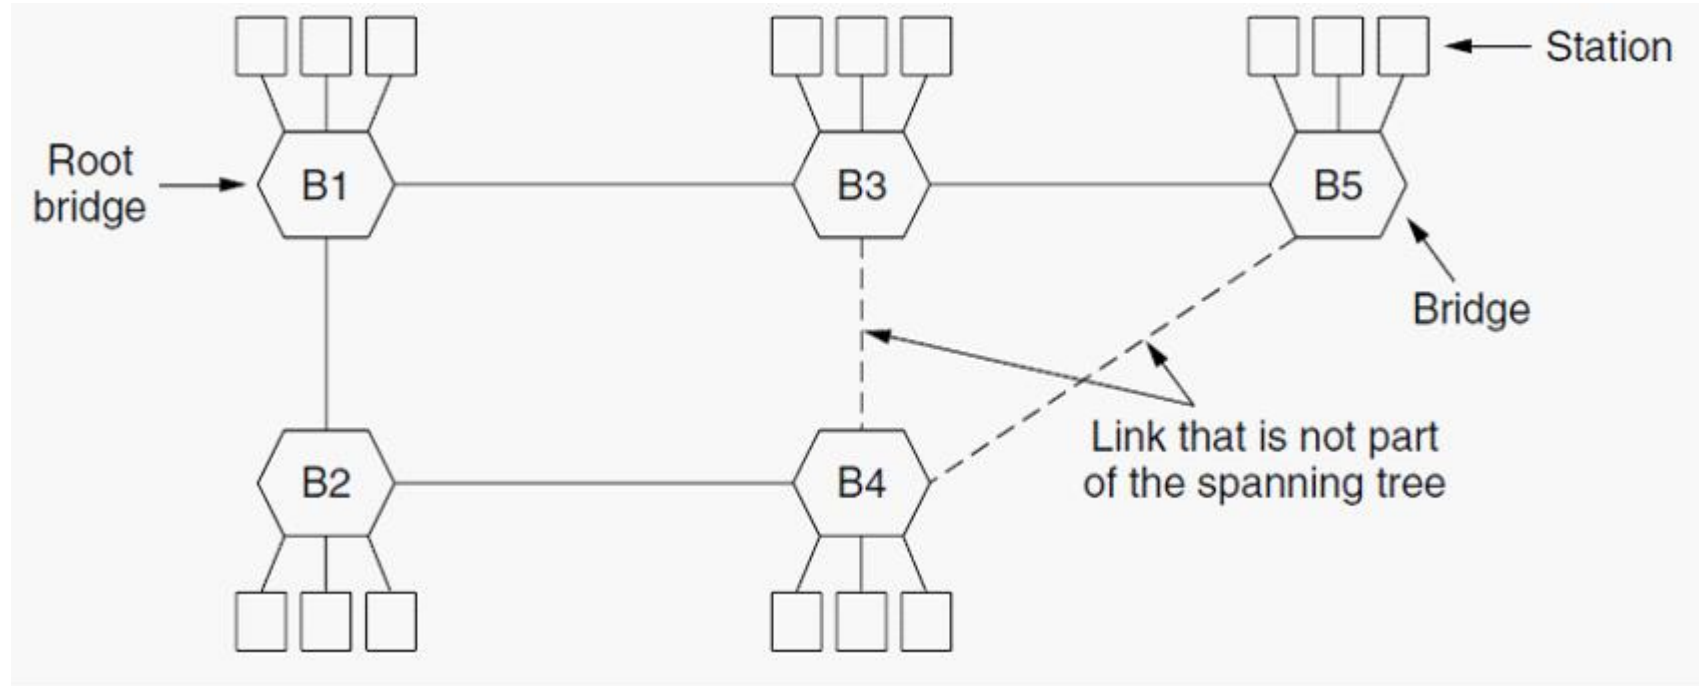 Station
Root
bridge
B1
B3
B5
Bridge
Link that is not part
of the spanning tree
B2
B4